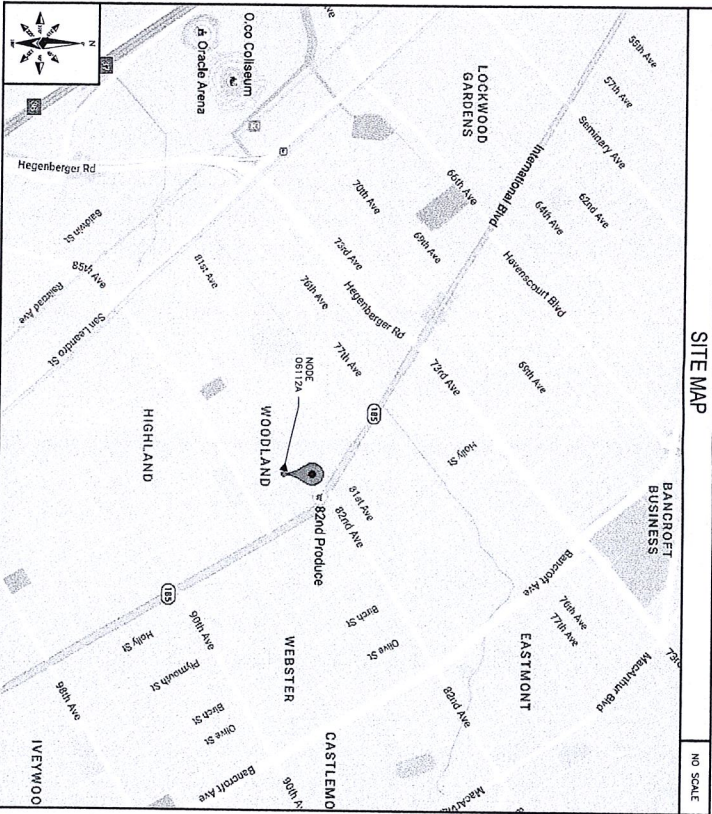 SITE MAP
NO SCALE
N
55th Ave
57th Ave
Seminary Ave
62nd Ave
64th Ave
International Blvd
Havenscourt Blvd
LOCKWOOD
GARDENS
66th Ave
69th Ave
69th Ave
70th Ave
73rd Ave
73rd Ave
Hegenberger Rd
76th Ave
77th Ave
O.co Coliseum
Oracle Arena
Hegenberger Rd
Baldwin St
85th Ave
Railroad Ave
San Leandro St
81st Ave
NODE
06112A
WOODLAND
HIGHLAND
185
82nd Produce
81st Ave
82nd Ave
Holly St
BANCROFT
BUSINESS
Bancroft Ave
76th Ave
77th Ave
73rd
MacArthur Blvd
EASTMONT
82nd Ave
Birch St
Olive St
WEBSTER
CASTLEMO
185
90th Ave
Holly St
Plymouth St
Birch St
Olive St
Bancroft Ave
90th A
98th Ave
IVEYWOO